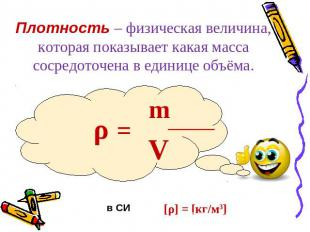 Плотность – физическая величина,
которая показывает какая масса
сосредоточена в единице объёма.
m
ρ =
V
в СИ [ρ] = [кг/м³]